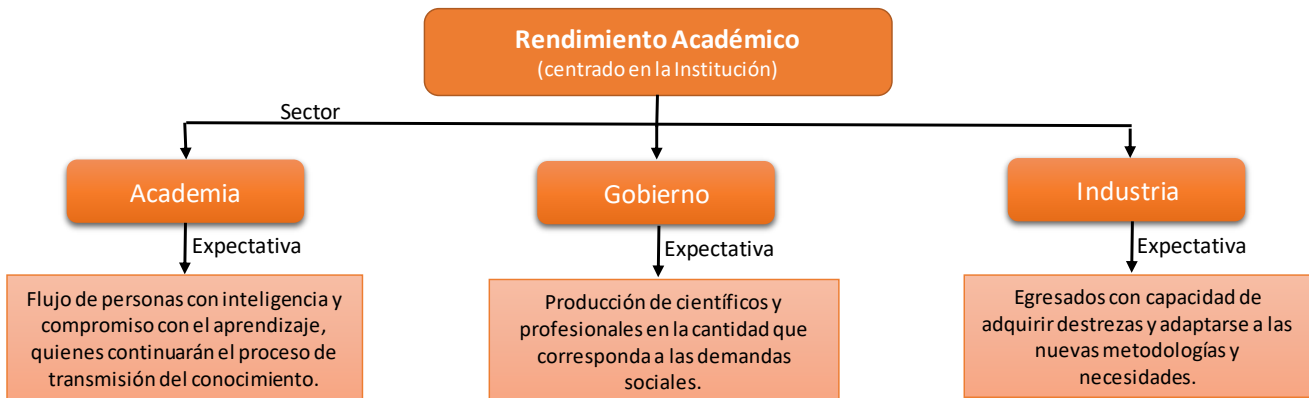 Rendimiento Académico
(centrado en la Institución)
Sector
Academia
Gobierno
Industria
Expectativa
Expectativa
Expectativa
Flujo de personas con inteligencia y
compromiso con el aprendizaje,
quienes continuarán el proceso de
transmisión del conocimiento.
Producción de científicos y
profesionales en la cantidad que
corresponda a las demandas
sociales.
Egresados con capacidad de
adquirir destrezas y adaptarse a las
nuevas metodologías y
necesidades.